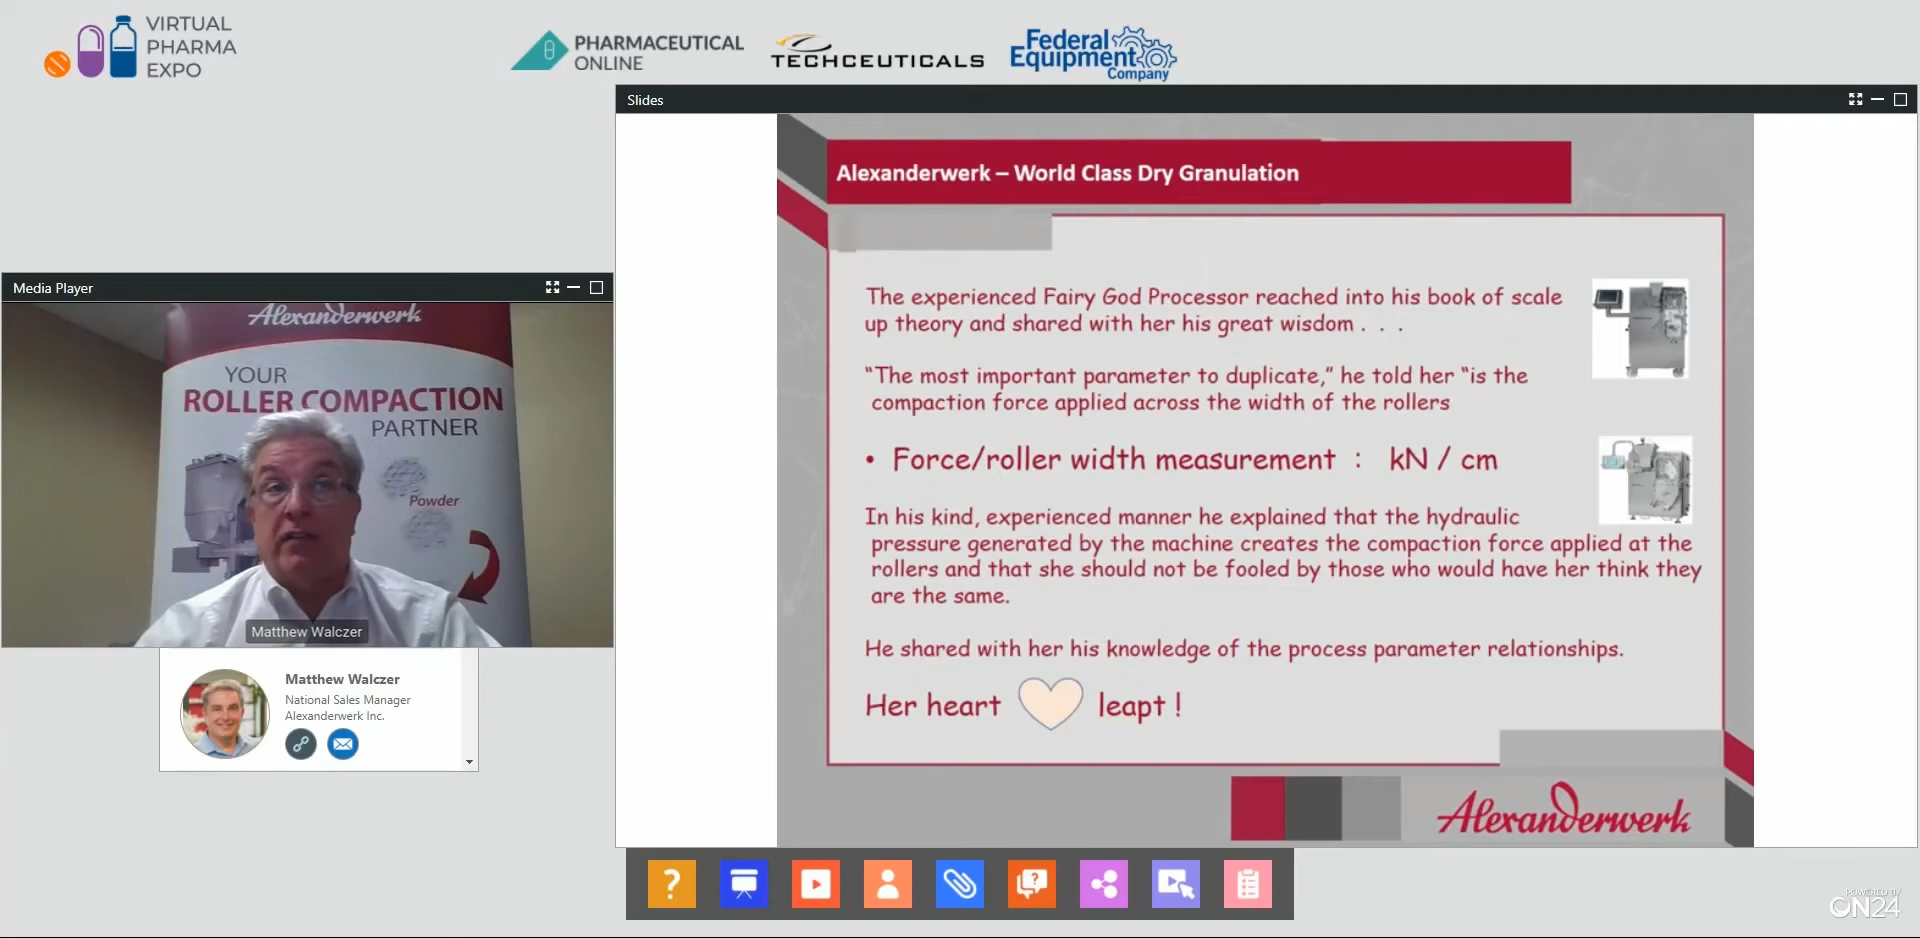 VIRTUAL
PHARMA
EXPO
PHARMACEUTICAL
ONLINE
TECHCEUTICALS
Federal
Equipment
Company
Slides
Alexanderwerk – World Class Dry Granulation
The experienced Fairy God Processor reached into his book of scale
up theory and shared with her his great wisdom . . .
“The most important parameter to duplicate,” he told her “is the
compaction force applied across the width of the rollers
• Force/roller width measurement : kN / cm
In his kind, experienced manner he explained that the hydraulic
pressure generated by the machine creates the compaction force applied at the
rollers and that she should not be fooled by those who would have her think they
are the same.
He shared with her his knowledge of the process parameter relationships.
Her heart leapt !
Alexanderwerk
Media Player
Alexanderwerk
YOUR
ROLLER COMPACTION
PARTNER
Powder
Matthew Walczer
Matthew Walczer
National Sales Manager
Alexanderwerk Inc.
POWERED BY
ON24